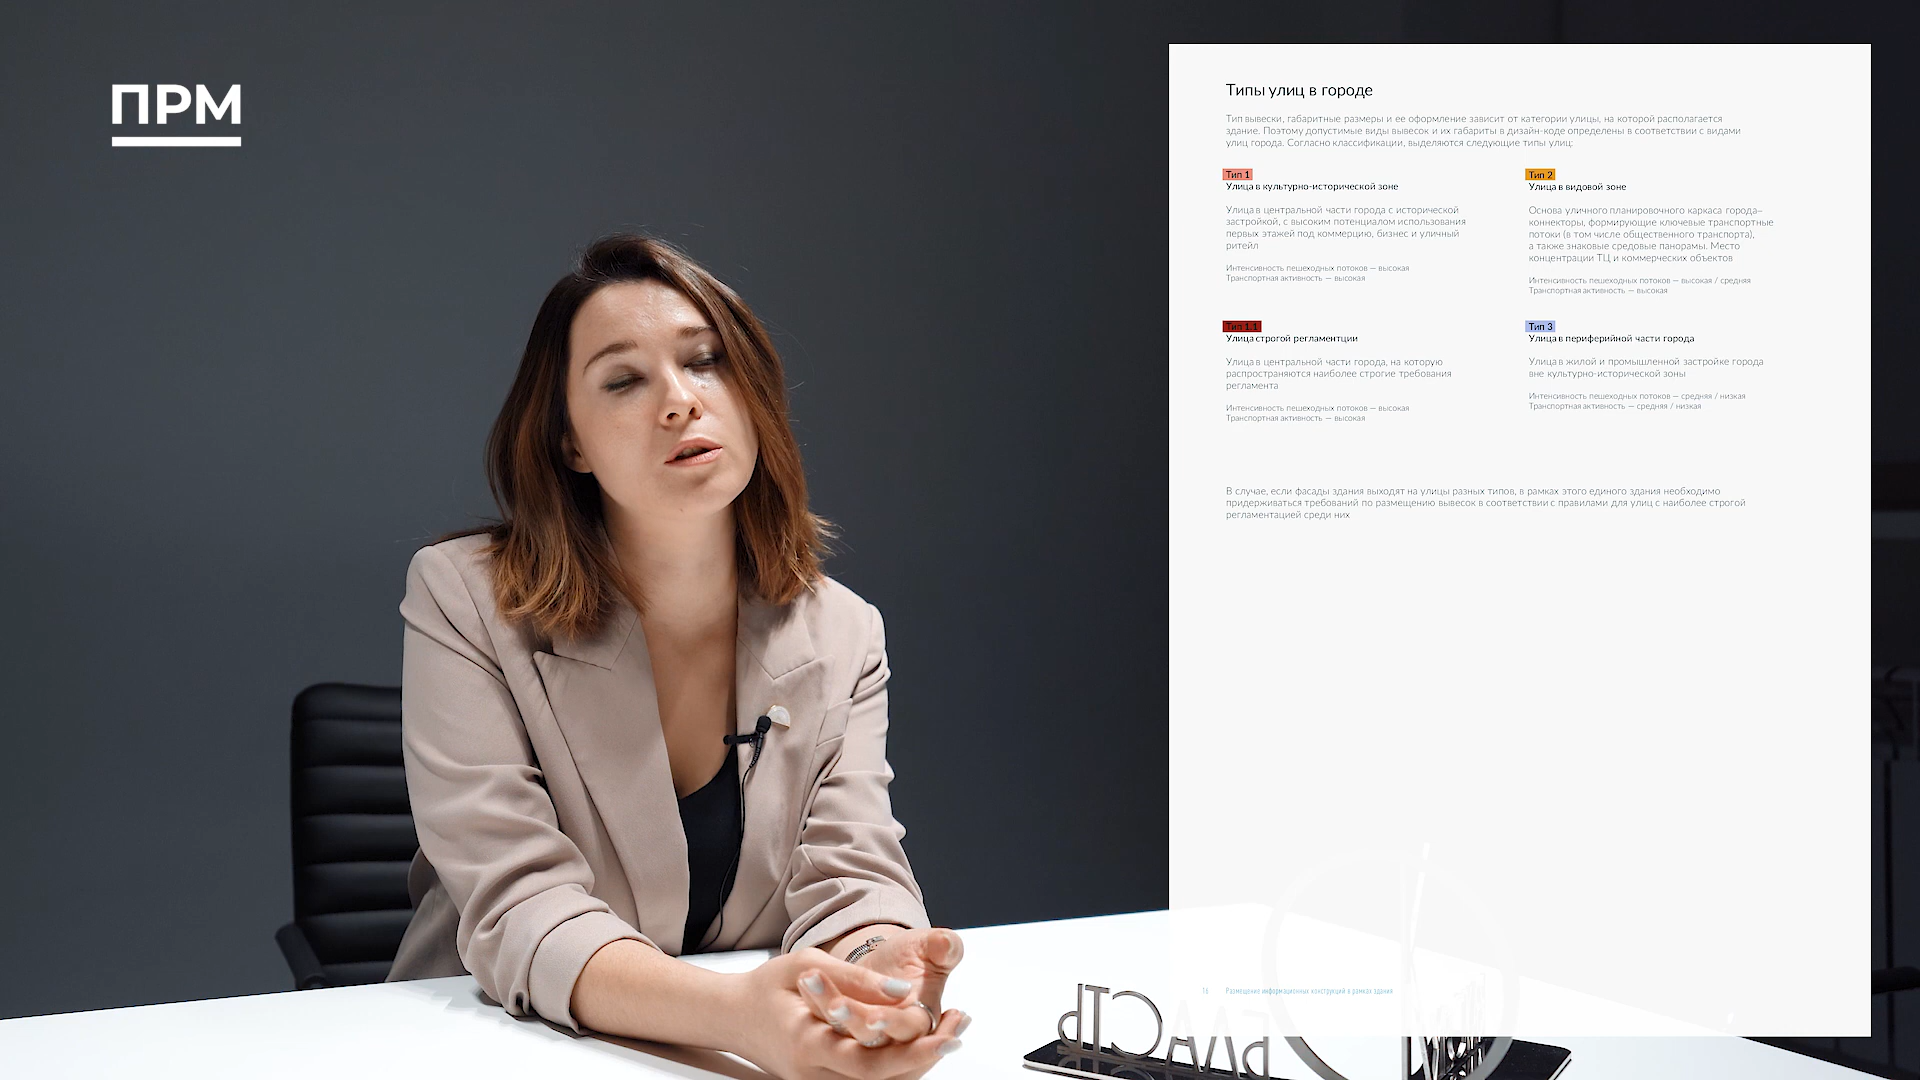 ПРМ
Типы улиц в городе
Тип вывески, габаритные размеры и ее оформление зависит от категории улицы, на которой располагается
здание. Поэтому допустимые виды вывесок и их габариты в дизайн-коде определены в соответствии с видами
улиц города. Согласно классификации, выделяются следующие типы улиц:
Тип 1
Улица в культурно-исторической зоне
Улица в центральной части города с исторической
застройкой, с высоким потенциалом использования
первых этажей под коммерцию, бизнес и уличный
ритейл
Интенсивность пешеходных потоков — высокая
Транспортная активность — высокая
Тип 2
Улица в видовой зоне
Основа уличного планировочного каркаса города–
коннекторы, формирующие ключевые транспортные
потоки (в том числе общественного транспорта),
а также знаковые средовые панорамы. Место
концентрации ТЦ и коммерческих объектов
Интенсивность пешеходных потоков — высокая / средняя
Транспортная активность — высокая
Тип 1.1
Улица строгой регламентции
Улица в центральной части города, на которую
распространяются наиболее строгие требования
регламента
Интенсивность пешеходных потоков — высокая
Транспортная активность — высокая
Тип 3
Улица в периферийной части города
Улица в жилой и промышленной застройке города
вне культурно-исторической зоны
Интенсивность пешеходных потоков — средняя / низкая
Транспортная активность — средняя / низкая
В случае, если фасады здания выходят на улицы разных типов, в рамках этого единого здания необходимо
придерживаться требований по размещению вывесок в соответствии с правилами для улиц с наиболее строгой
регламентацией среди них
16 Размещение информационных конструкций в рамках здания